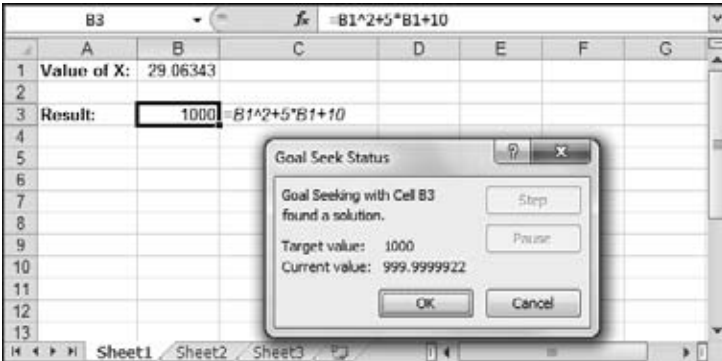 B3 fx =B1^2+5*B1+10
A B C D E F G
1 Value of X: 29.06343
2
3 Result: 1000 =B1^2+5*B1+10
4
5
6
7
8
9
10
11
12
13
Goal Seek Status
Goal Seeking with Cell B3
found a solution.
Step
Pause
Target value: 1000
Current value: 999.9999922
OK Cancel
Sheet1 Sheet2 Sheet3